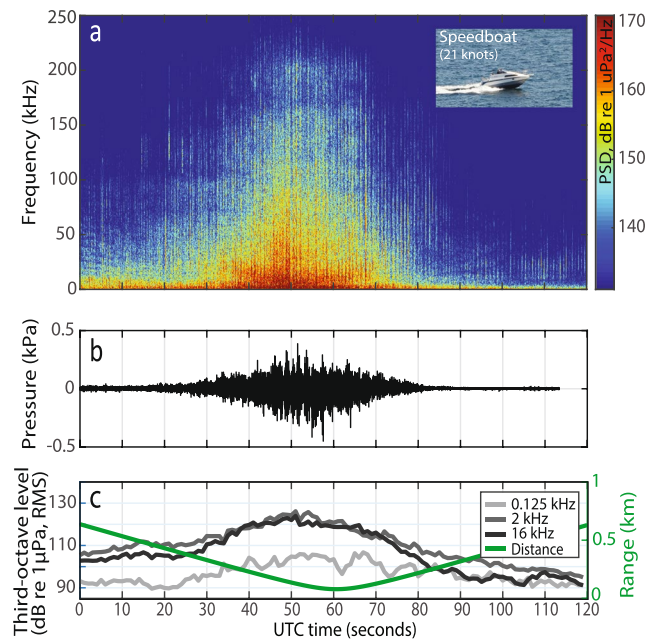 a
Speedboat
(21 knots)
250
200
150
100
50
0
Frequency (kHz)
170
160
150
140
PSD, dB re 1 uPa²/Hz
b
0.5
0
-0.5
Pressure (kPa)
c
130
110
90
Third-octave level
(dB re 1µPa, RMS)
0.125 kHz
2 kHz
16 kHz
Distance
1
0.5
0
Range (km)
0 10 20 30 40 50 60 70 80 90 100 110 120
UTC time (seconds)